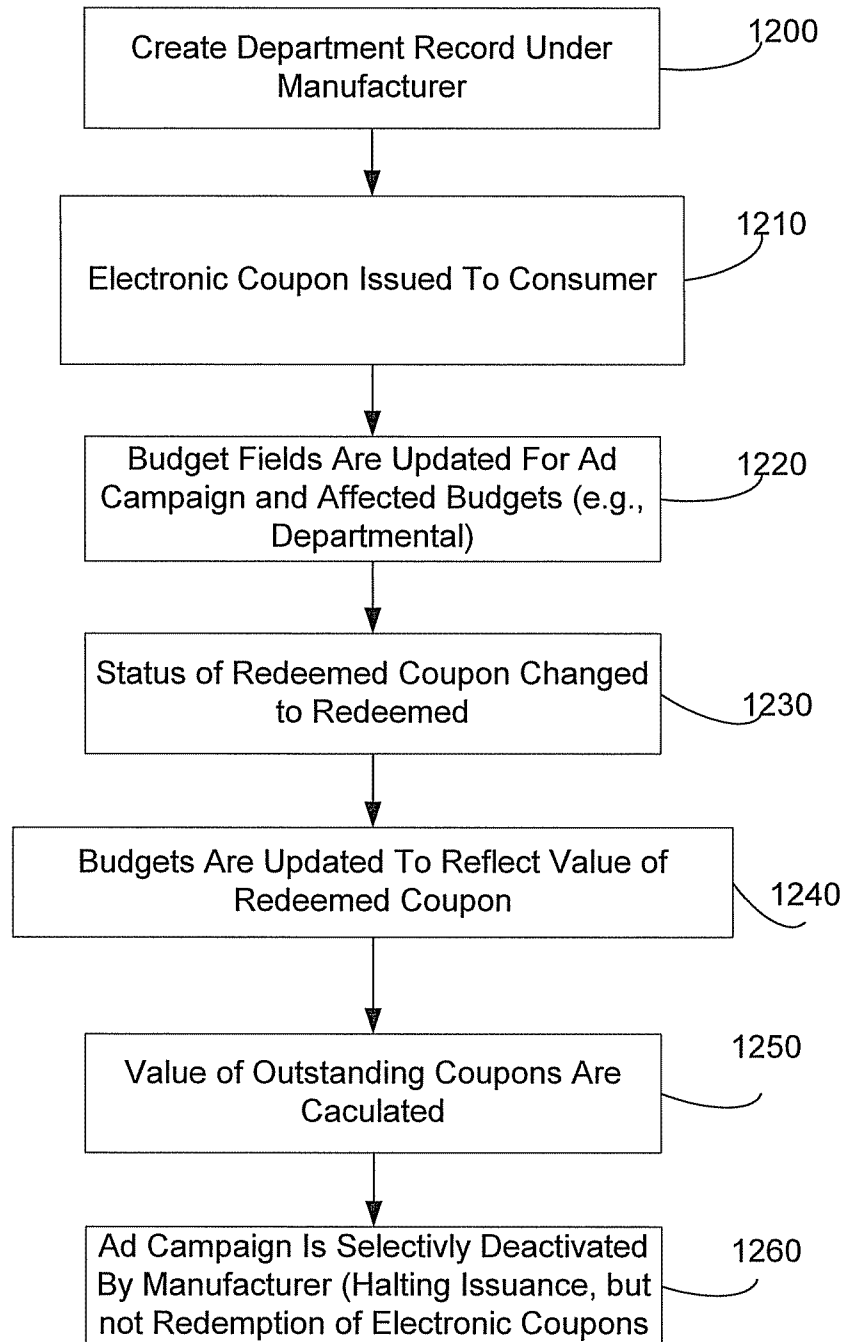 Create Department Record Under
Manufacturer
1200
Electronic Coupon Issued To Consumer
1210
Budget Fields Are Updated For Ad
Campaign and Affected Budgets (e.g.,
Departmental)
1220
Status of Redeemed Coupon Changed
to Redeemed
1230
Budgets Are Updated To Reflect Value of
Redeemed Coupon
1240
Value of Outstanding Coupons Are
Caculated
1250
Ad Campaign Is Selectivly Deactivated
By Manufacturer (Halting Issuance, but
not Redemption of Electronic Coupons
1260